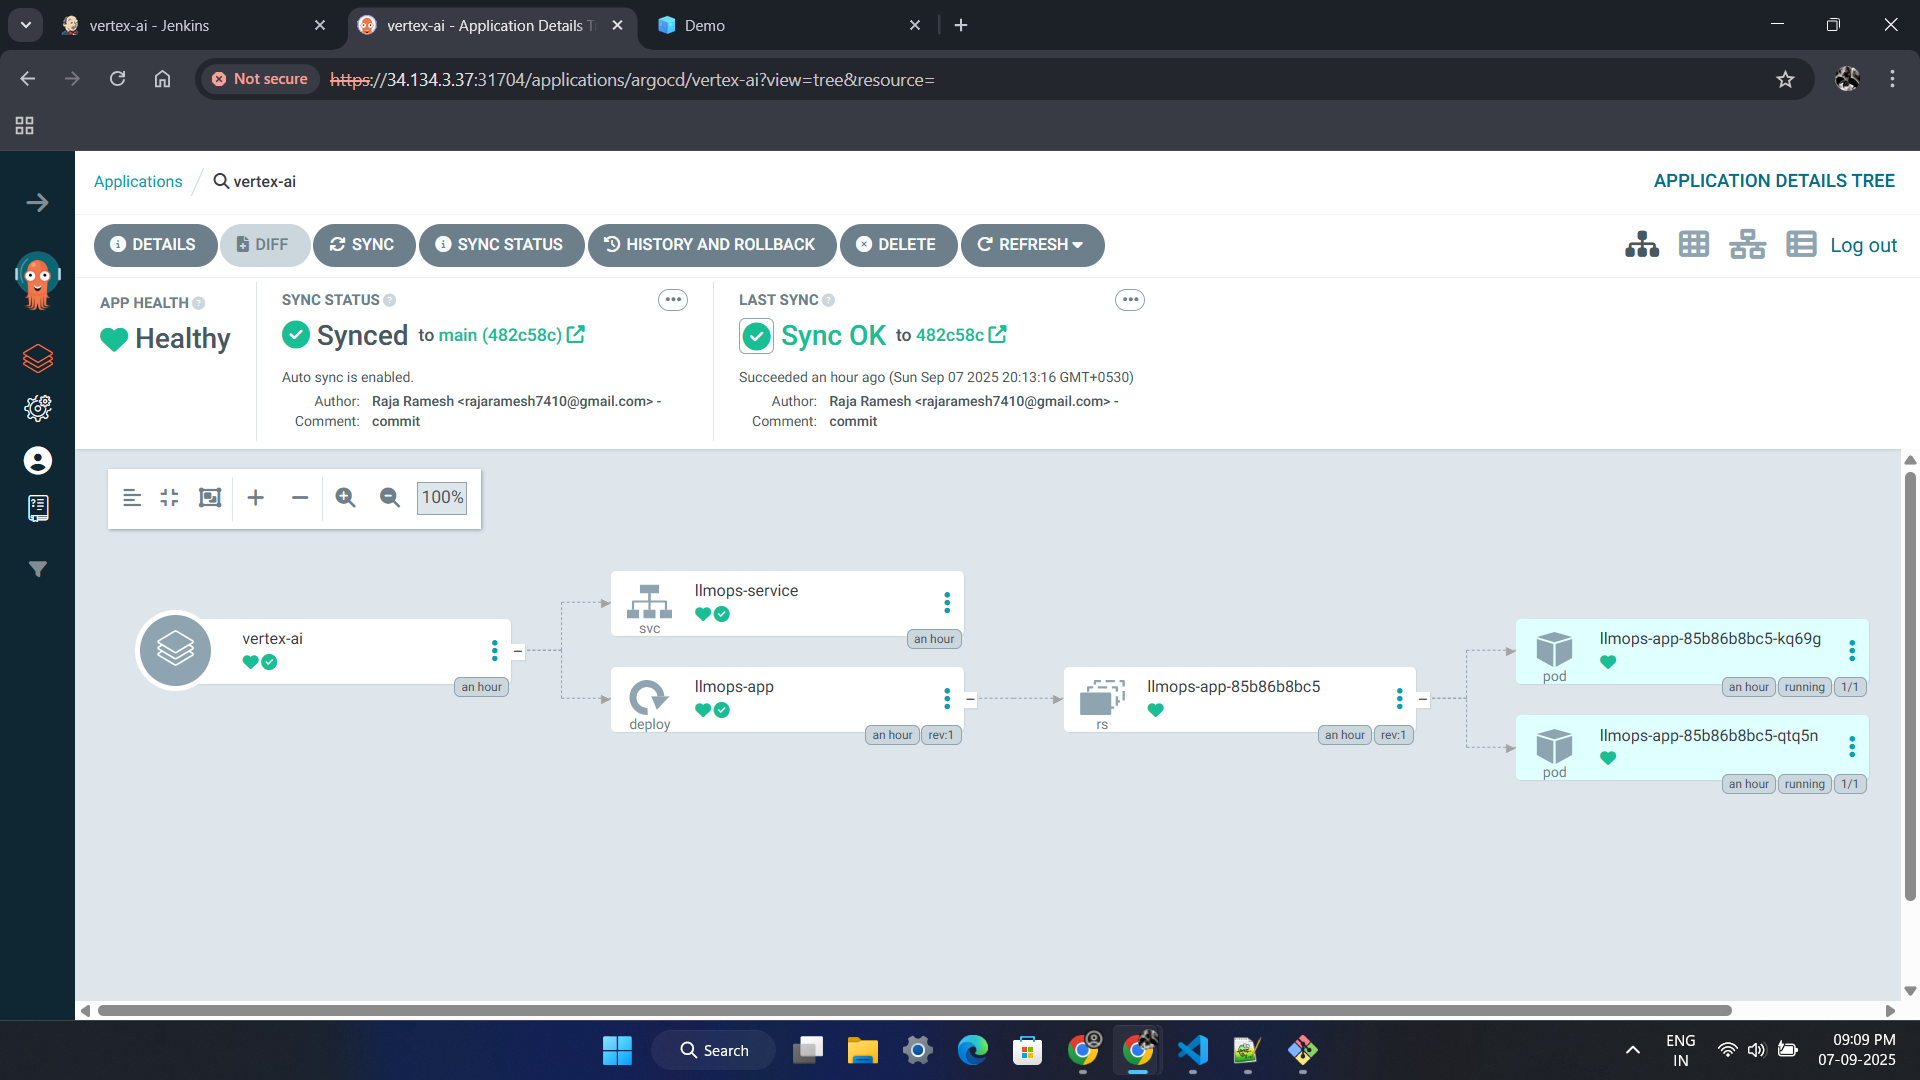 vertex-ai - Jenkins
vertex-ai - Application Details T
Demo
Not secure
https://34.134.3.37:31704/applications/argocd/vertex-ai?view=tree&resource=
Applications / vertex-ai
APPLICATION DETAILS TREE
DETAILS
DIFF
SYNC
SYNC STATUS
HISTORY AND ROLLBACK
DELETE
REFRESH
Log out
APP HEALTH
Healthy
SYNC STATUS
Synced to main (482c58c)
Auto sync is enabled.
Author: Raja Ramesh <rajaramesh7410@gmail.com> -
Comment: commit
LAST SYNC
Sync OK to 482c58c
Succeeded an hour ago (Sun Sep 07 2025 20:13:16 GMT+0530)
Author: Raja Ramesh <rajaramesh7410@gmail.com> -
Comment: commit
100%
vertex-ai
an hour
llmops-service
svc
an hour
llmops-app
deploy
an hour rev:1
llmops-app-85b86b8bc5
rs
an hour rev:1
llmops-app-85b86b8bc5-kq69g
pod
an hour running 1/1
llmops-app-85b86b8bc5-qtq5n
pod
an hour running 1/1
Search
ENG
IN
09:09 PM
07-09-2025